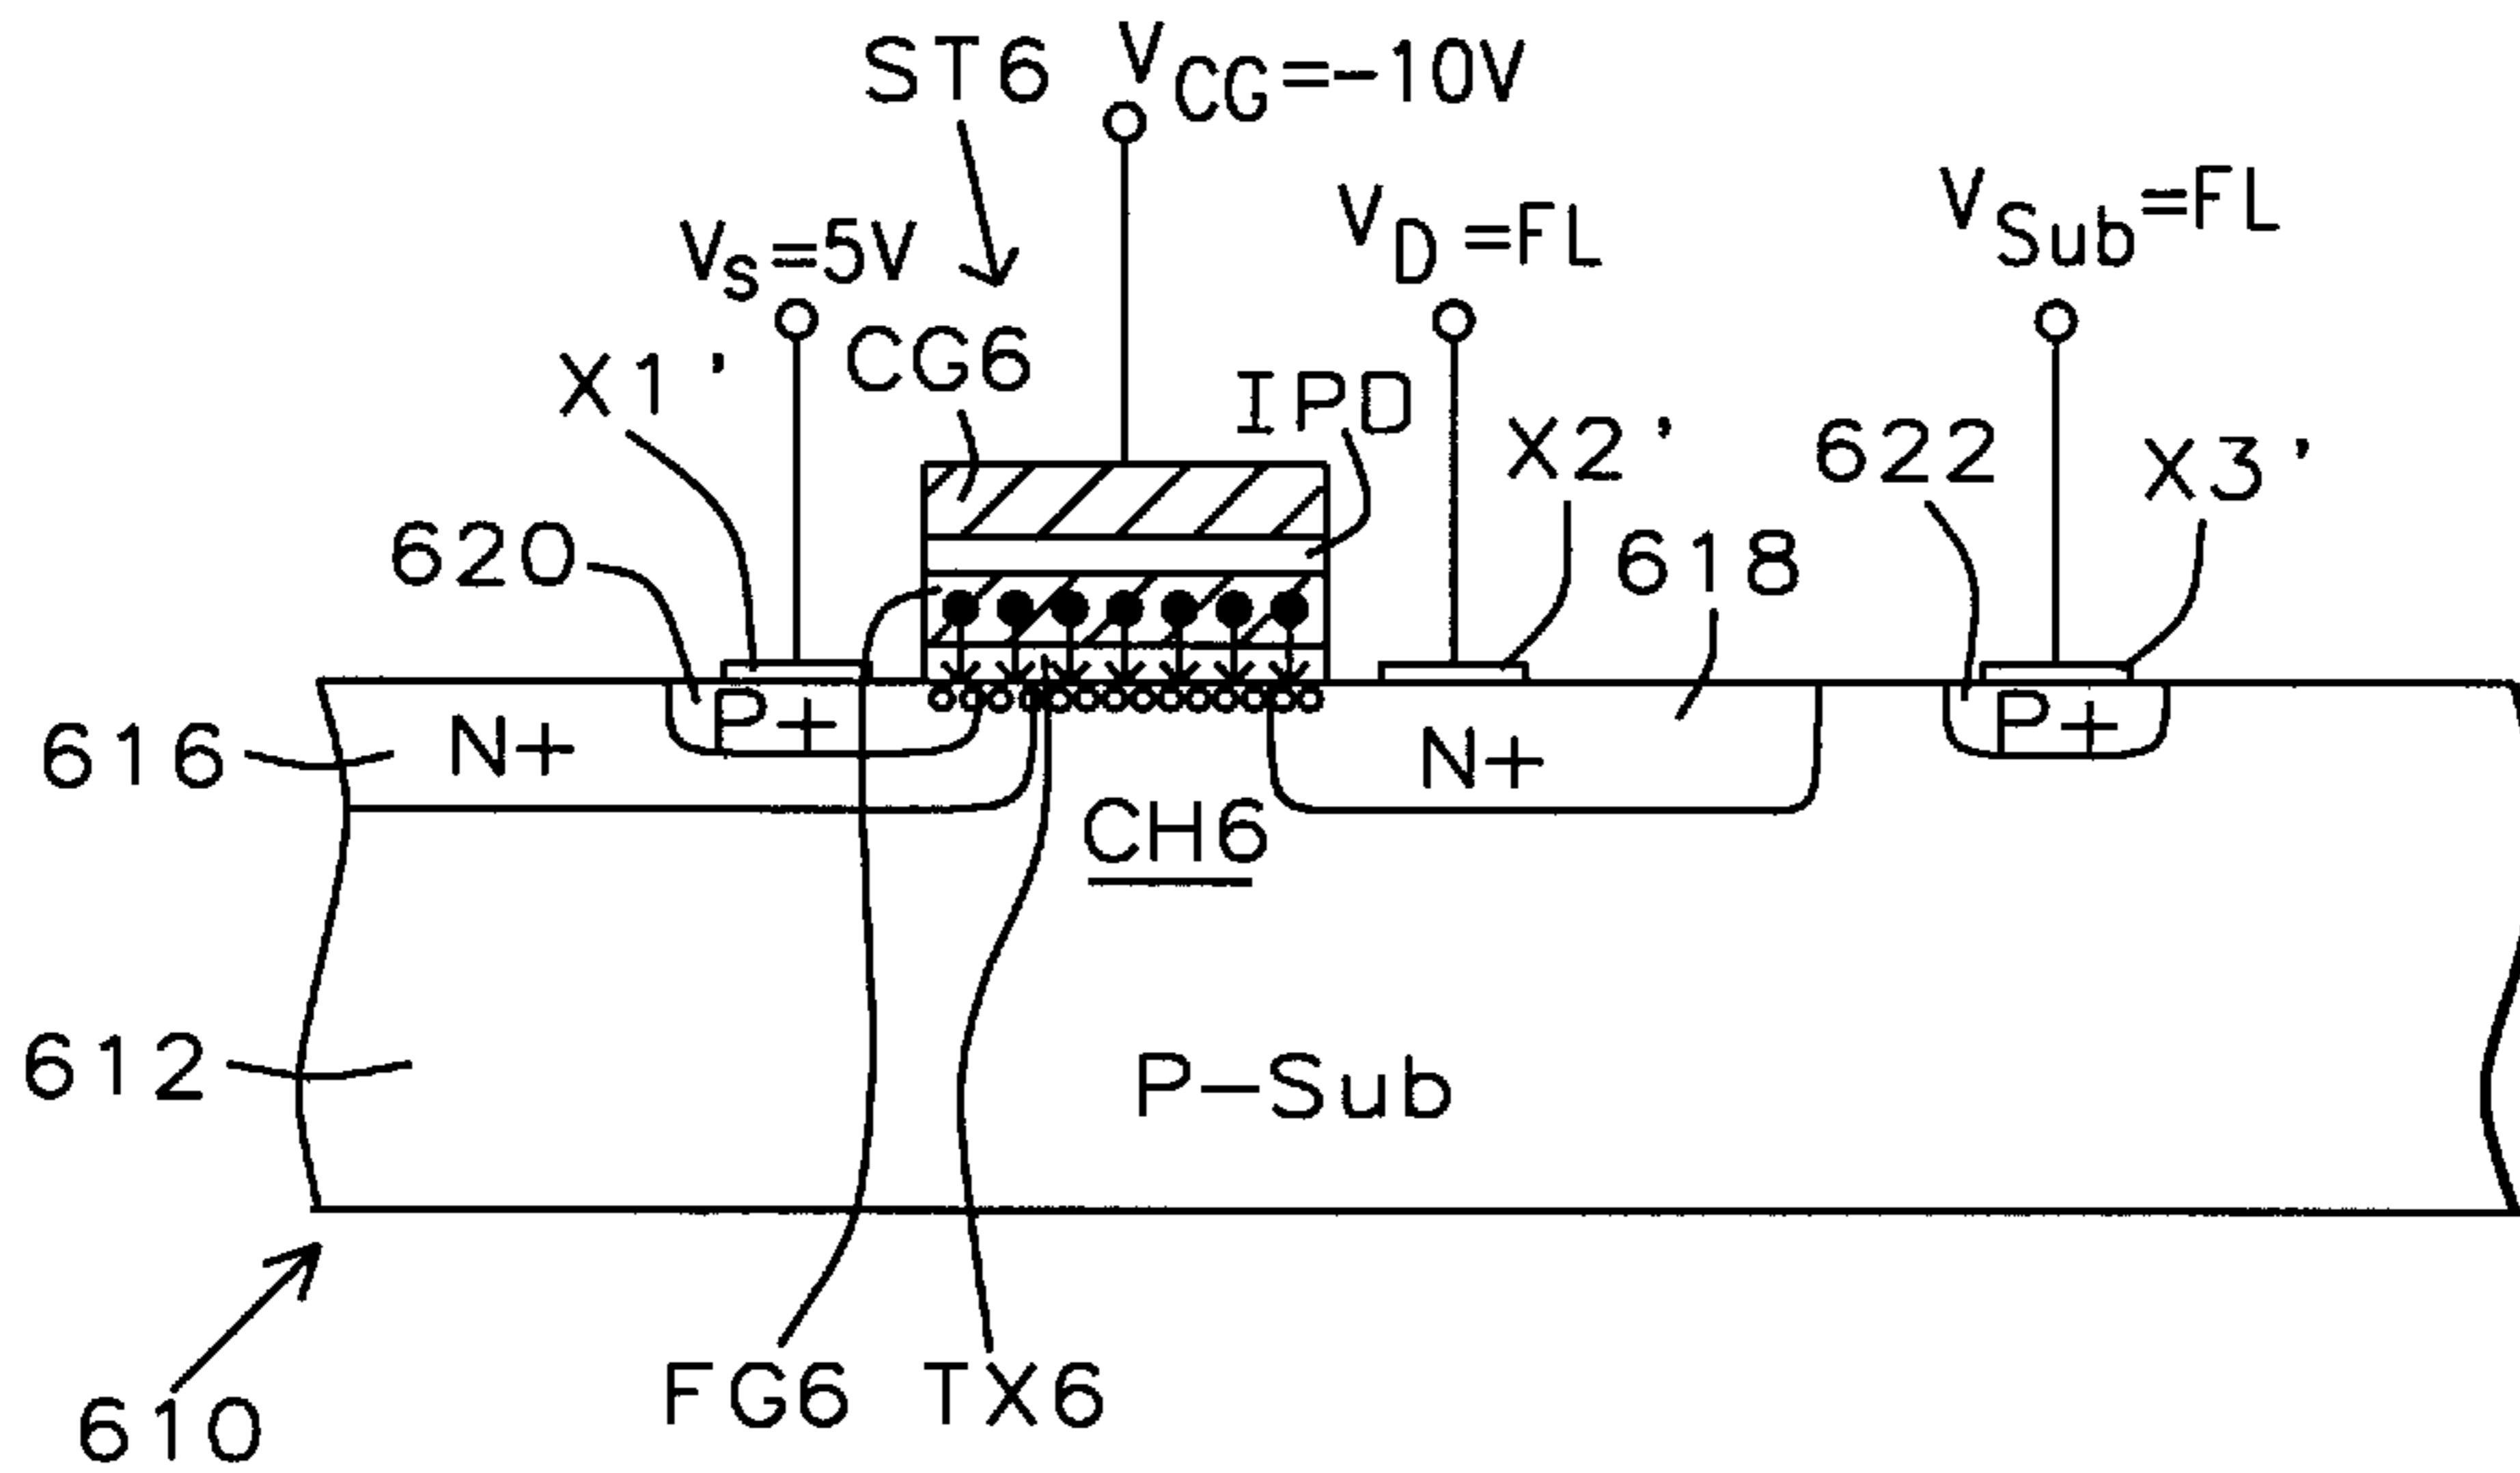 ST6
VCG=-10V
VS=5V
VD=FL
VSub=FL
X1'
CG6
IPD
X2'
622
X3'
620
618
616
N+
P+
N+
P+
CH6
612
P-Sub
FG6
TX6
610